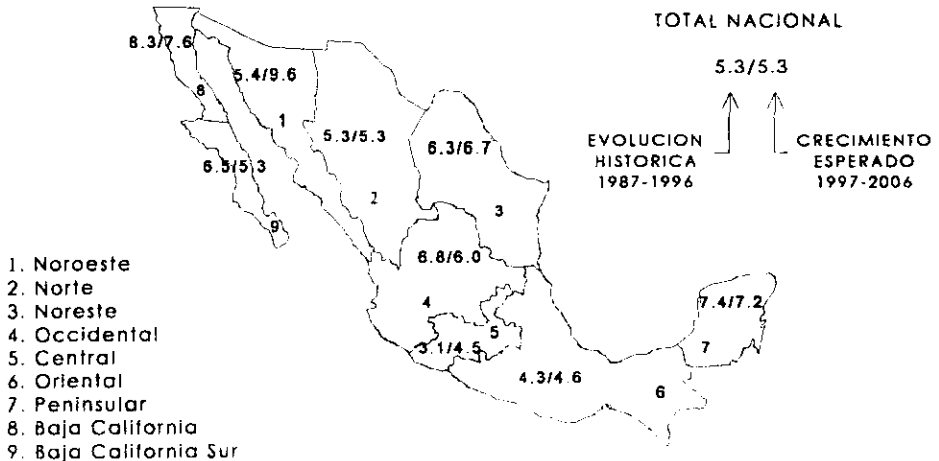 TOTAL NACIONAL
5.3/5.3
EVOLUCION
HISTORICA
1987-1996
CRECIMIENTO
ESPERADO
1997-2006
8.3/7.6
8
5.4/9.6
1
5.3/5.3
2
6.3/6.7
3
6.5/5.3
9
6.8/6.0
4
5
3.1/4.5
4.3/4.6
6
7.4/7.2
7
1. Noroeste
2. Norte
3. Noreste
4. Occidental
5. Central
6. Oriental
7. Peninsular
8. Baja California
9. Baja California Sur